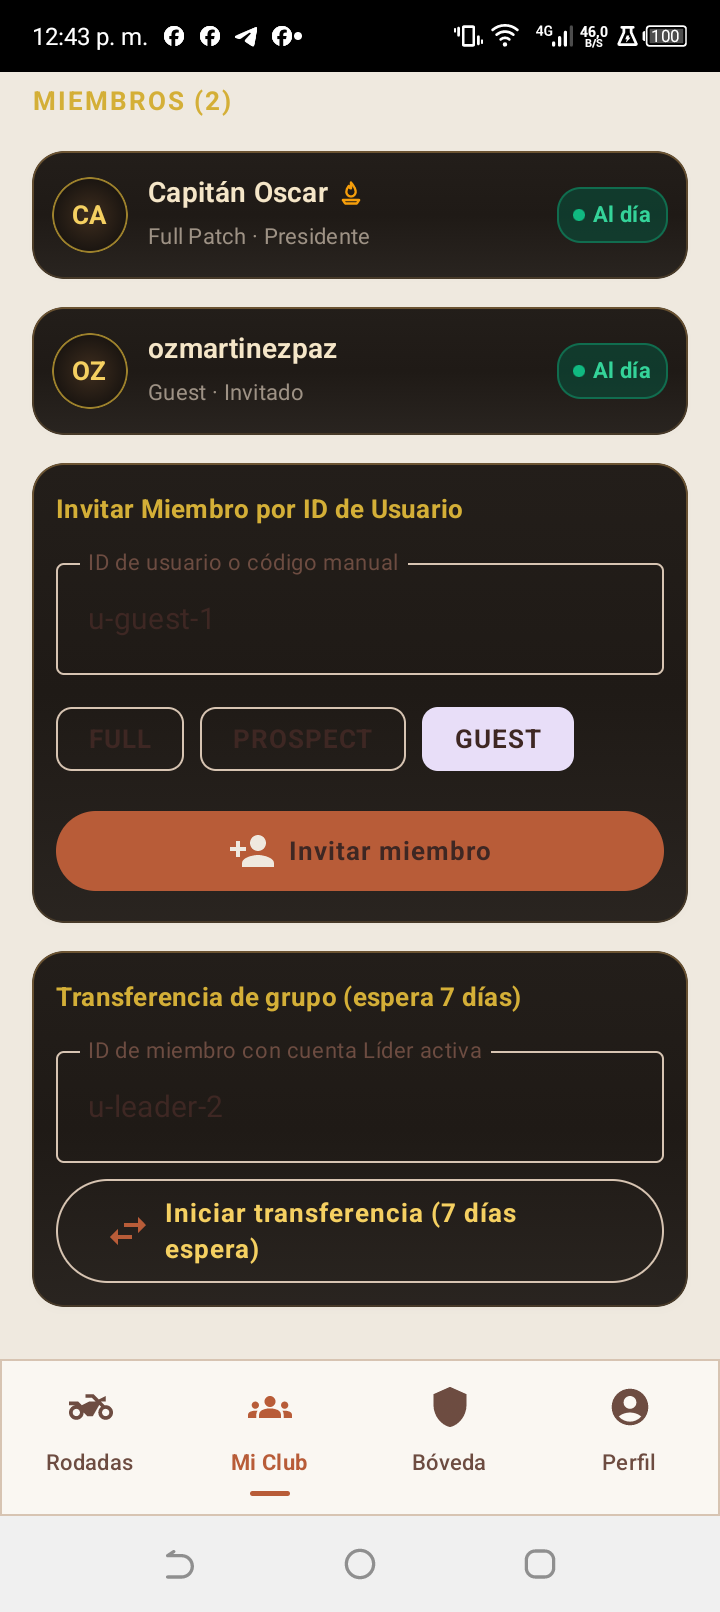 12:43 p. m.
4G
46,0
B/S
100
MIEMBROS (2)
CA
Capitán Oscar
Full Patch · Presidente
Al día
OZ
ozmartinezpaz
Guest · Invitado
Al día
Invitar Miembro por ID de Usuario
ID de usuario o código manual
u-guest-1
FULL
PROSPECT
GUEST
Invitar miembro
Transferencia de grupo (espera 7 días)
ID de miembro con cuenta Líder activa
u-leader-2
Iniciar transferencia (7 días
espera)
Rodadas
Mi Club
Bóveda
Perfil